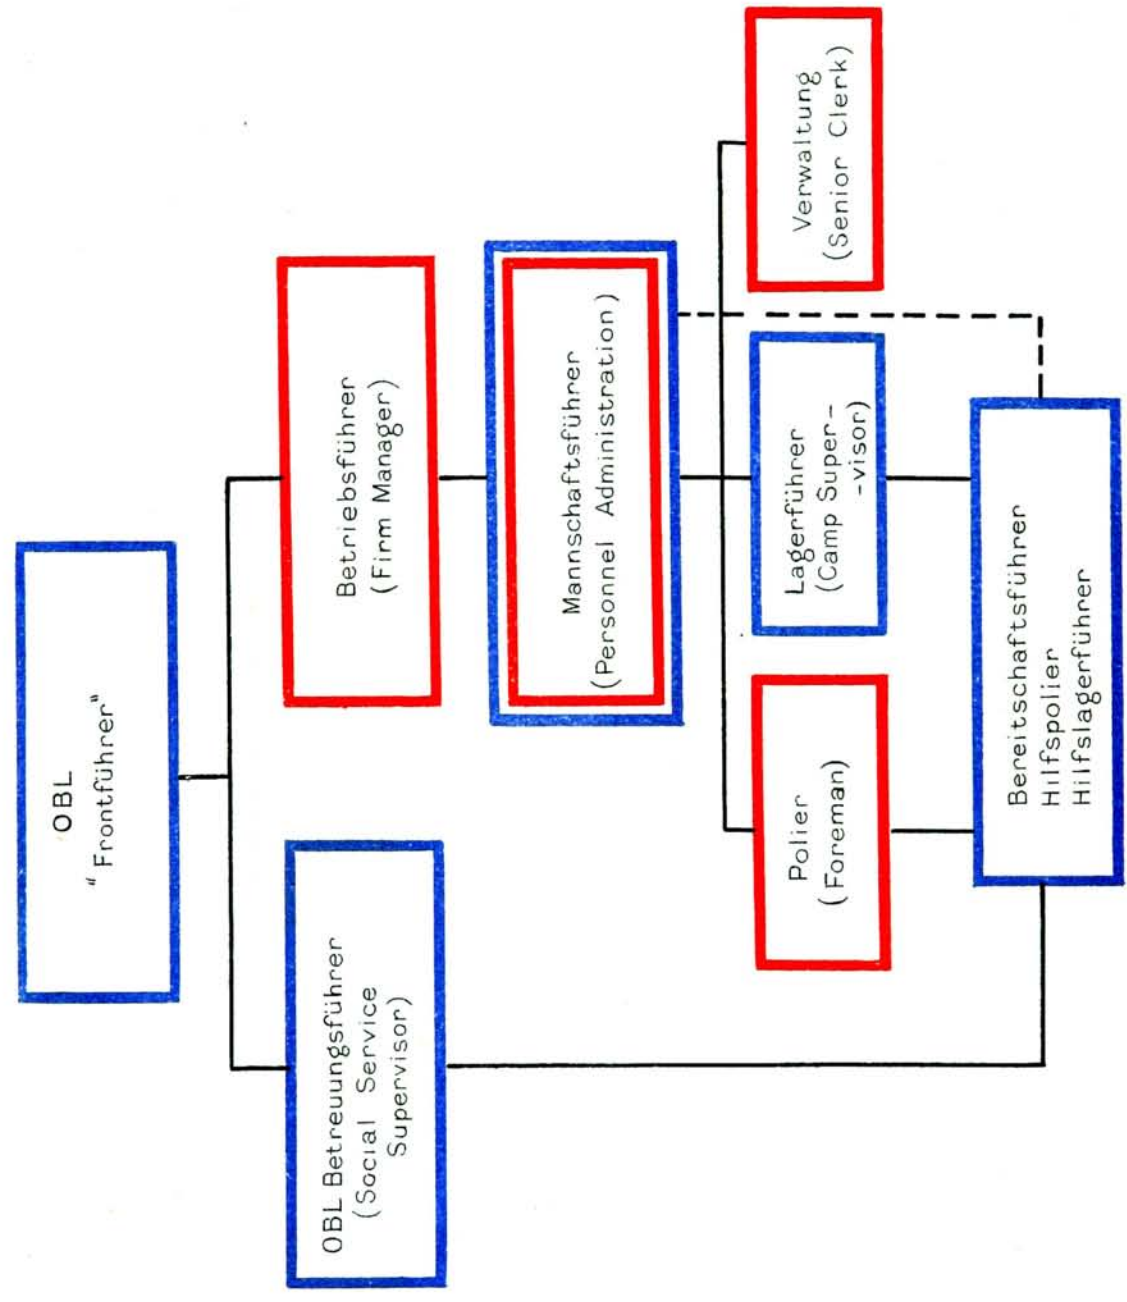 OBL
"Frontführer"
OBL Betreuungsführer
(Social Service
Supervisor)
Betriebsführer
(Firm Manager)
Mannschaftsführer
(Personnel Administration)
Polier
(Foreman)
Lagerführer
(Camp Super-
-visor)
Verwaltung
(Senior Clerk)
Bereitschaftsführer
Hilfspolier
Hilfslagerführer